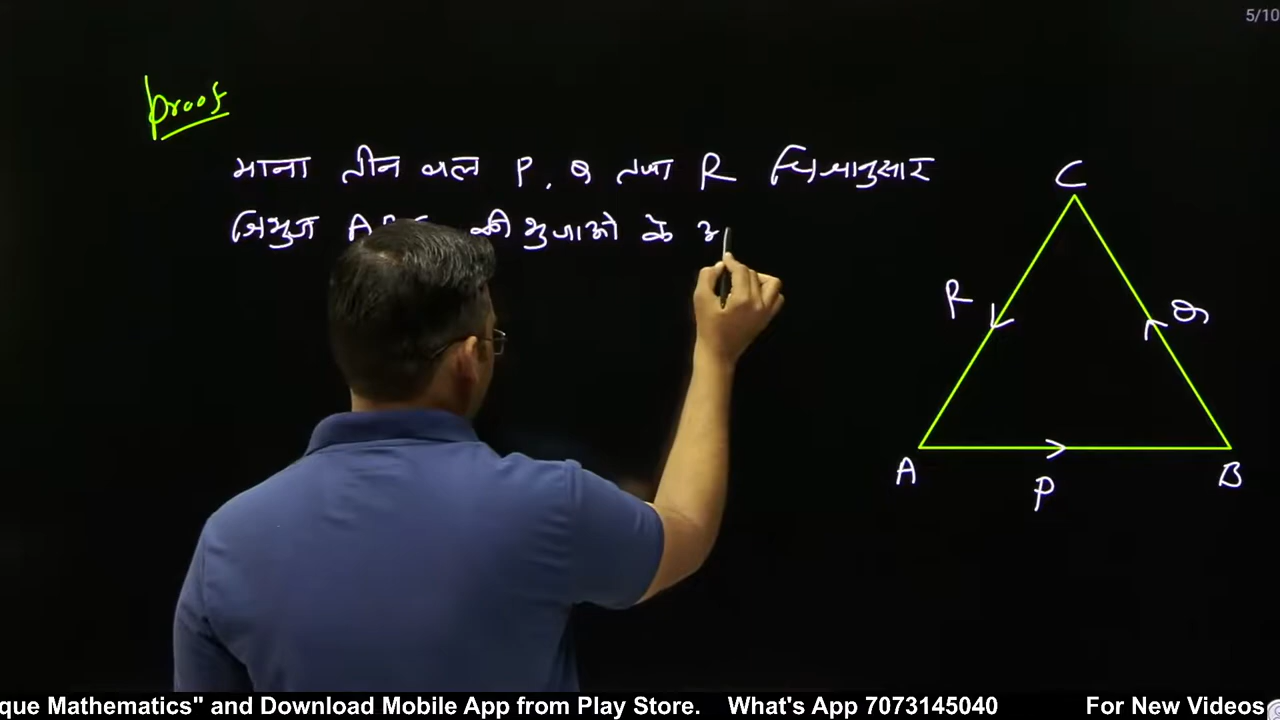 5/10
Proof
माना तीन बल P, Q तथा R चित्रानुसार
त्रिभुज A की भुजाओ के
C
R
Q
A
B
P
que Mathematics" and Download Mobile App from Play Store. What's App 7073145040 For New Videos